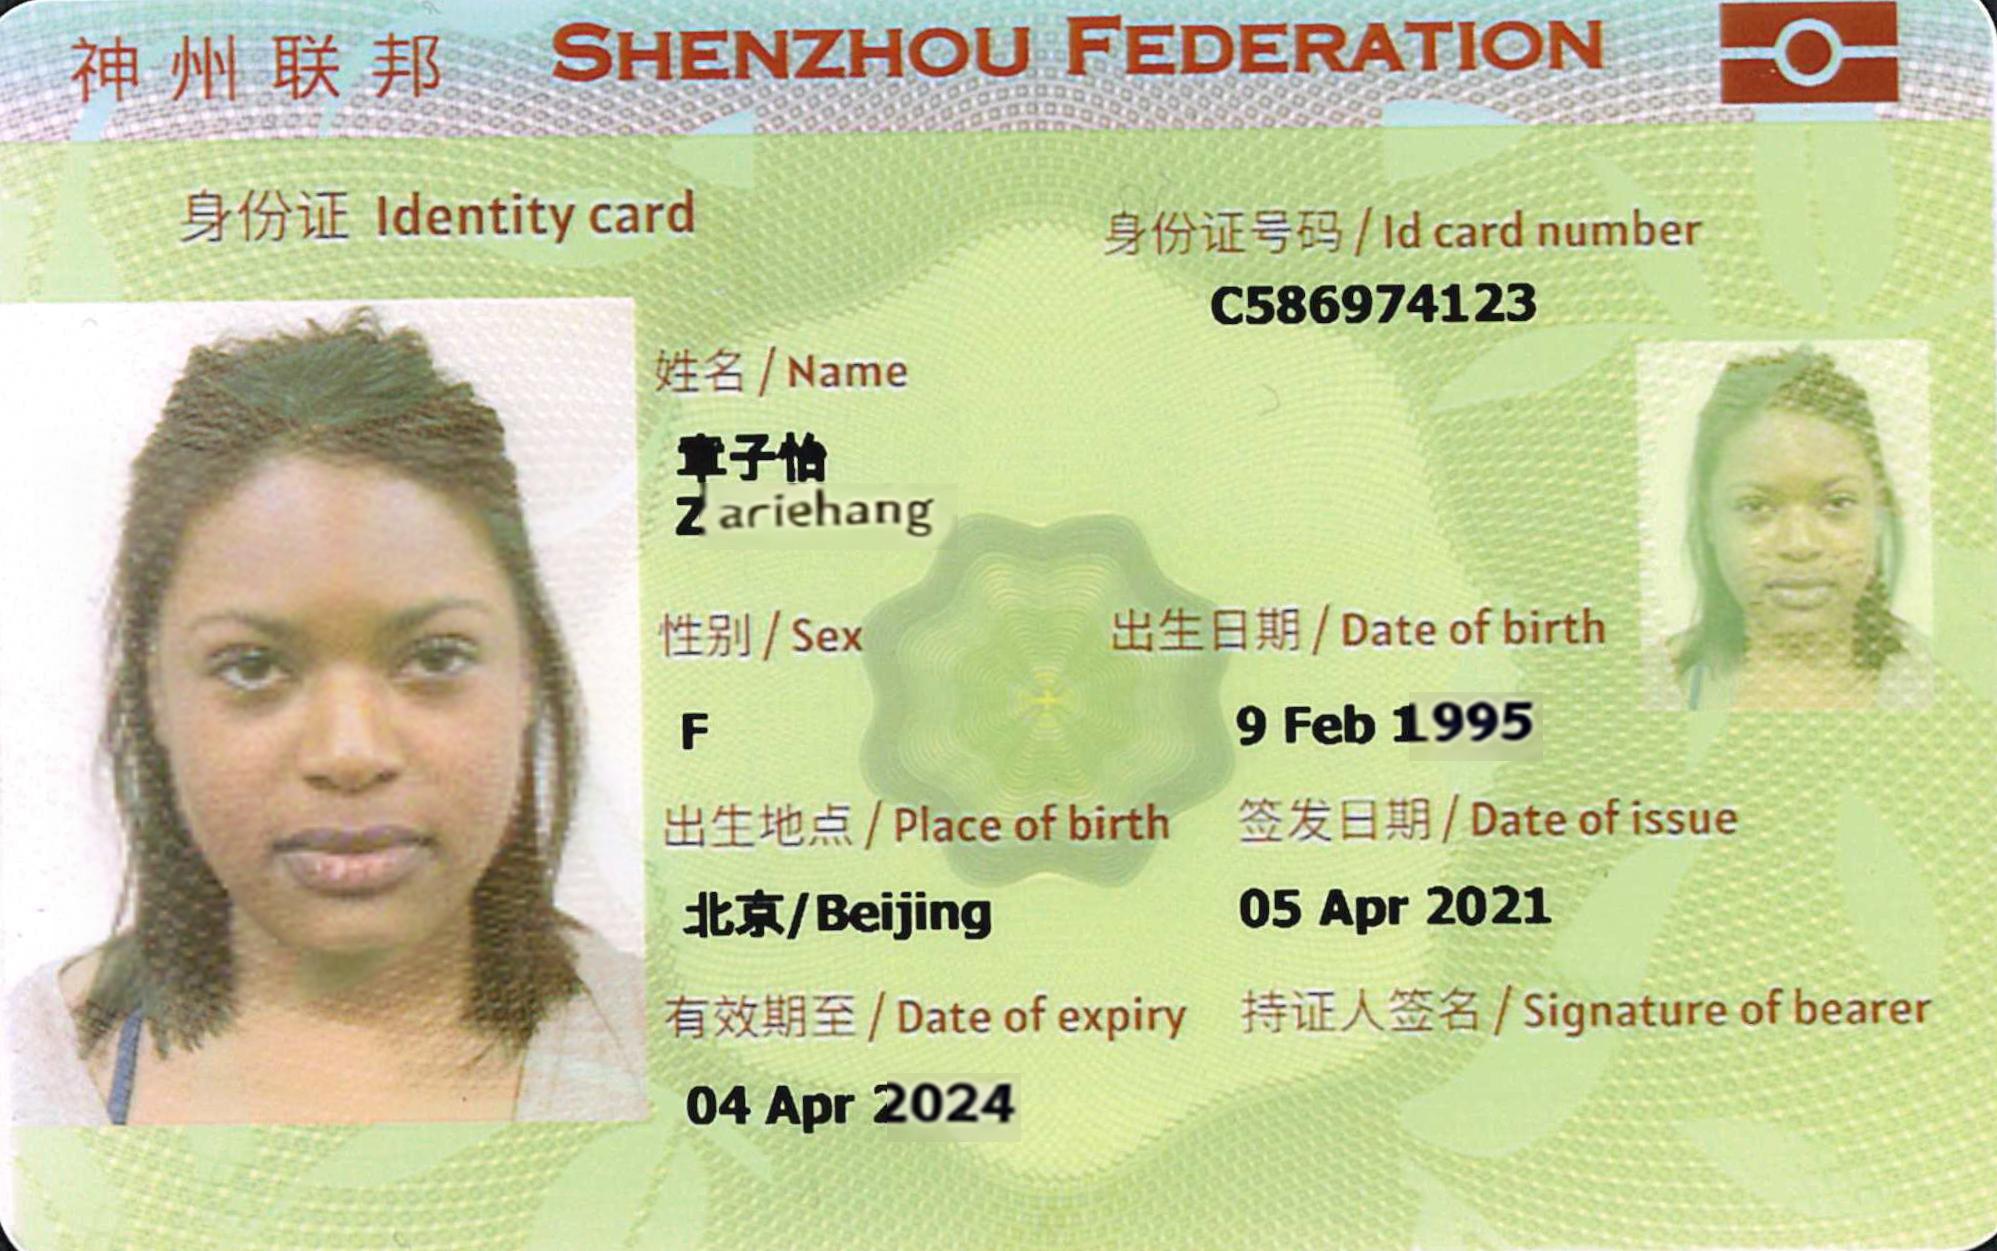 神州联邦 SHENZHOU FEDERATION
身份证 Identity card
身份证号码 / Id card number
C586974123
姓名 / Name
章子怡
Z ariehang
性别 / Sex
出生日期 / Date of birth
F
9 Feb 1995
出生地点 / Place of birth
签发日期 / Date of issue
北京/Beijing
05 Apr 2021
有效期至 / Date of expiry
持证人签名 / Signature of bearer
04 Apr 2024